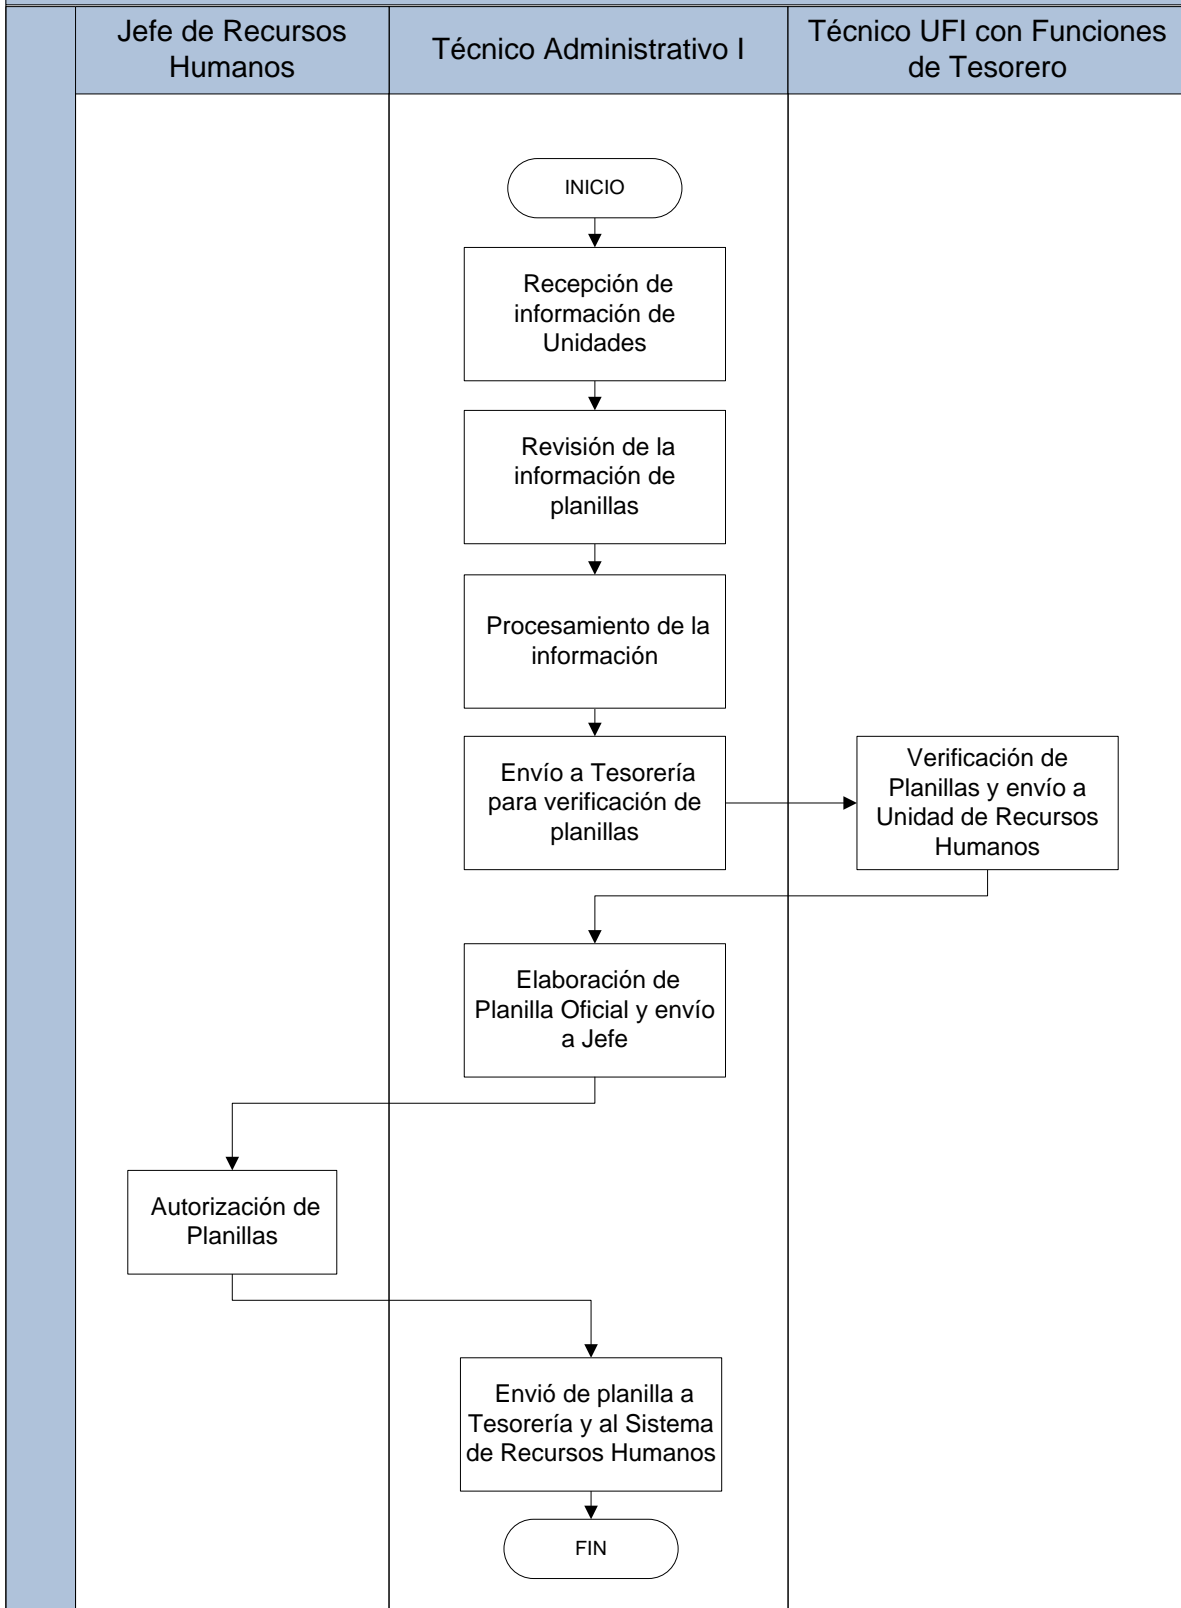 Jefe de Recursos
Humanos
Técnico Administrativo I
Técnico UFI con Funciones
de Tesorero
INICIO
Recepción de
información de
Unidades
Revisión de la
información de
planillas
Procesamiento de la
información
Envío a Tesorería
para verificación de
planillas
Verificación de
Planillas y envío a
Unidad de Recursos
Humanos
Elaboración de
Planilla Oficial y envío
a Jefe
Autorización de
Planillas
Envió de planilla a
Tesorería y al Sistema
de Recursos Humanos
FIN